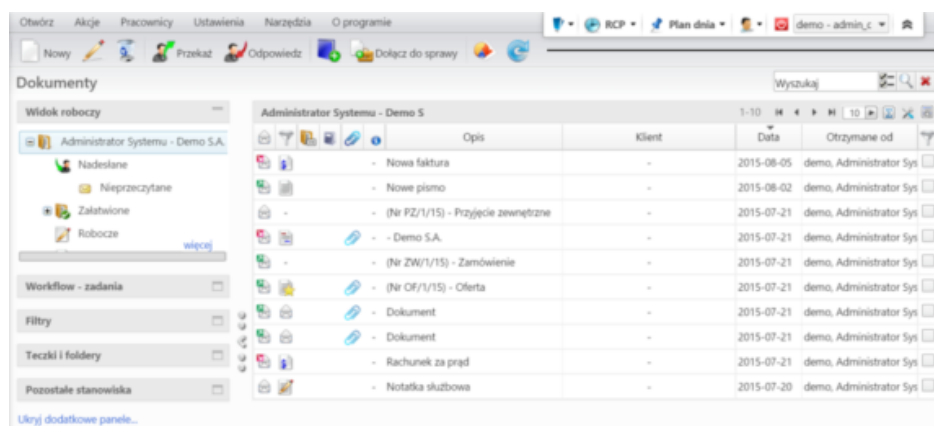 Otwórz Akcje Pracownicy Ustawienia Narzędzia O programie RCP Plan dnia demo - admin_c
Nowy Przekaż Odpowiedz Dołącz do sprawy
Dokumenty Wyszukaj
Widok roboczy
Administrator Systemu - Demo S.A.
Nadesłane
Nieprzeczytane
Załatwione
Robocze
więcej
Workflow - zadania
Filtry
Teczki i foldery
Pozostałe stanowiska
Ukryj dodatkowe panele...
Administrator Systemu - Demo S 1-10 10
Opis Klient Data Otrzymane od
- Nowa faktura - 2015-08-05 demo, Administrator Sys
- Nowe pismo - 2015-08-02 demo, Administrator Sys
- - (Nr PZ/1/15) - Przyjęcie zewnętrzne - 2015-07-21 demo, Administrator Sys
- - Demo S.A. - 2015-07-21 demo, Administrator Sys
- - (Nr ZW/1/15) - Zamówienie - 2015-07-21 demo, Administrator Sys
- (Nr OF/1/15) - Oferta - 2015-07-21 demo, Administrator Sys
- Dokument - 2015-07-21 demo, Administrator Sys
- Dokument - 2015-07-21 demo, Administrator Sys
- Rachunek za prąd - 2015-07-21 demo, Administrator Sys
- Notatka służbowa - 2015-07-20 demo, Administrator Sys